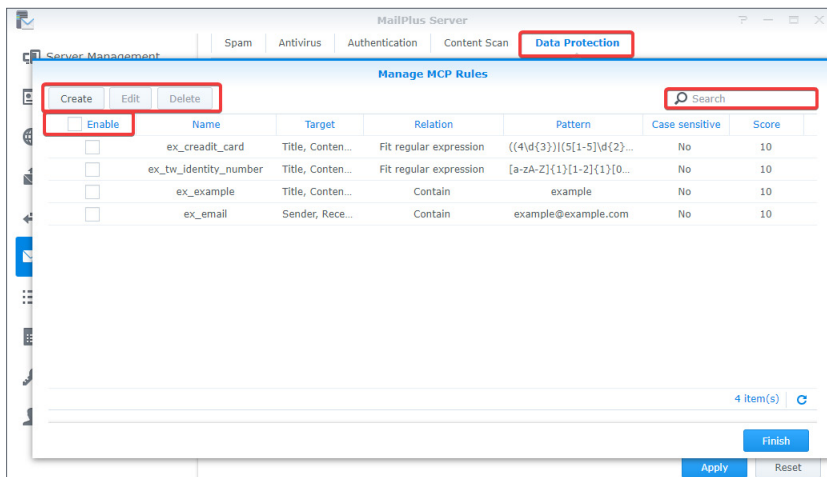 MailPlus Server
Spam Antivirus Authentication Content Scan Data Protection
Server Management
Manage MCP Rules
Create Edit Delete Search
Enable Name Target Relation Pattern Case sensitive Score
ex_creadit_card Title, Conten... Fit regular expression ((4\d{3})|(5[1-5]\d{2}... No 10
ex_tw_identity_number Title, Conten... Fit regular expression [a-zA-Z]{1}[1-2]{1}[0... No 10
ex_example Title, Conten... Contain example No 10
ex_email Sender, Rece... Contain example@example.com No 10
4 item(s)
Finish
Apply Reset